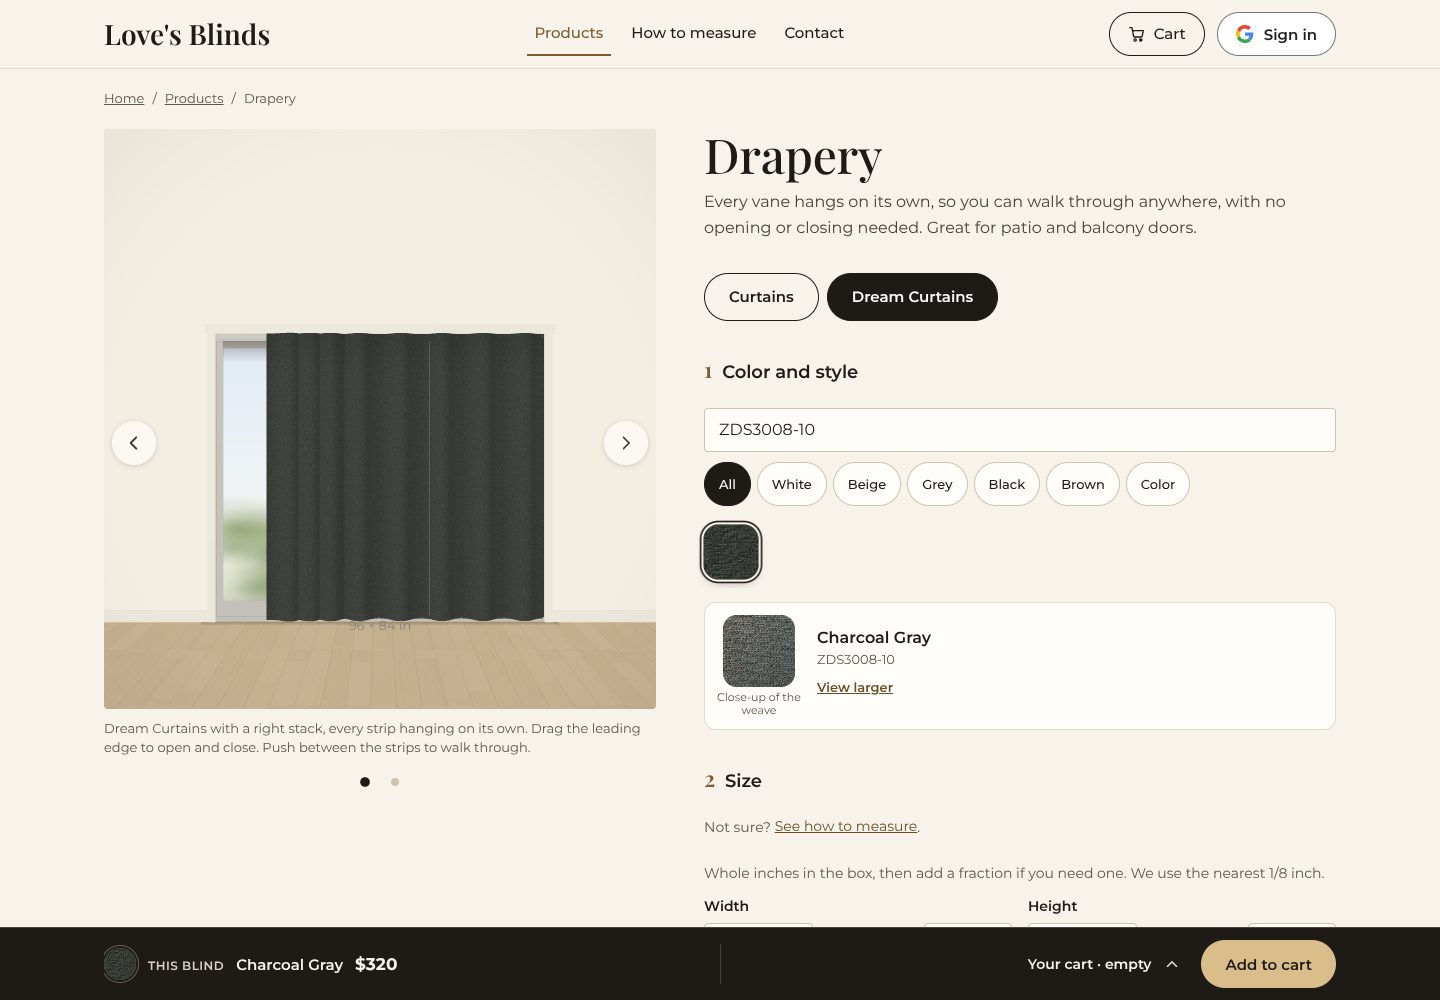 Love's Blinds
Products
How to measure
Contact
Cart
Sign in
Home / Products / Drapery
96 × 84 in
Dream Curtains with a right stack, every strip hanging on its own. Drag the leading
edge to open and close. Push between the strips to walk through.
Drapery
Every vane hangs on its own, so you can walk through anywhere, with no
opening or closing needed. Great for patio and balcony doors.
Curtains
Dream Curtains
1 Color and style
ZDS3008-10
All
White
Beige
Grey
Black
Brown
Color
Close-up of the
weave
Charcoal Gray
ZDS3008-10
View larger
2 Size
Not sure? See how to measure.
Whole inches in the box, then add a fraction if you need one. We use the nearest 1/8 inch.
Width
Height
THIS BLIND Charcoal Gray $320
Your cart · empty
Add to cart